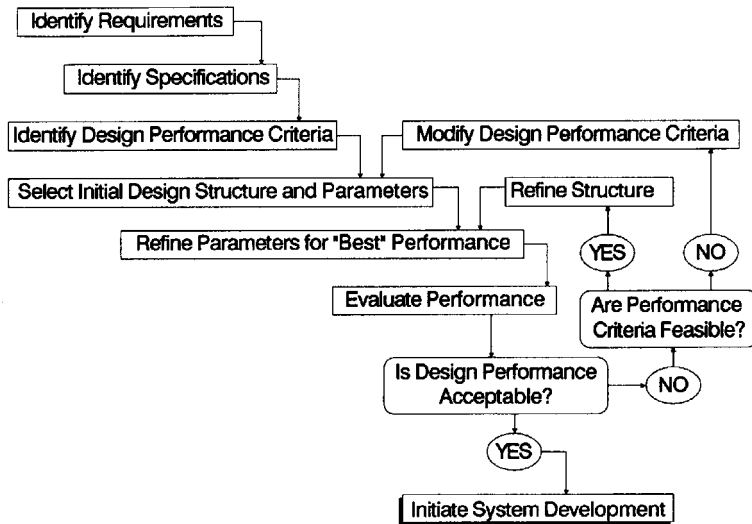 Identify Requirements
Identify Specifications
Identify Design Performance Criteria
Modify Design Performance Criteria
Select Initial Design Structure and Parameters
Refine Structure
Refine Parameters for "Best" Performance
YES
NO
Evaluate Performance
Are Performance
Criteria Feasible?
Is Design Performance
Acceptable?
NO
YES
Initiate System Development